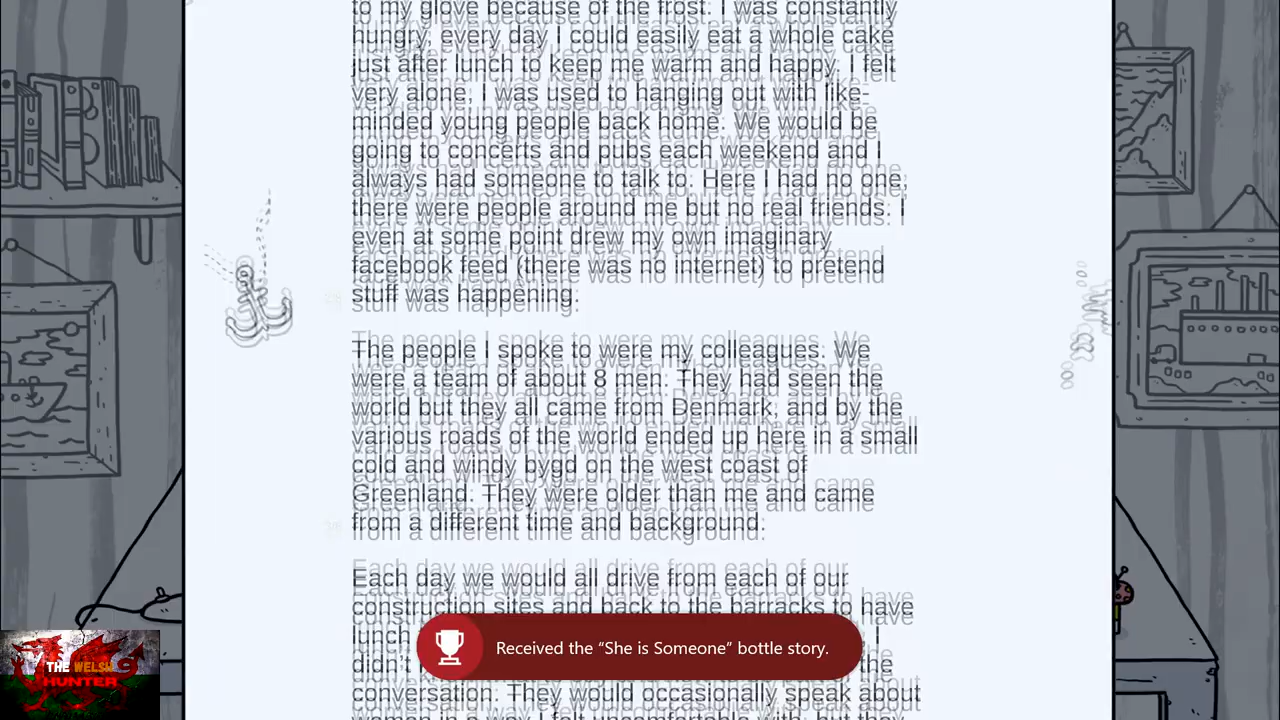 to my glove because of the frost. I was constantly
hungry, every day I could easily eat a whole cake
just after lunch to keep me warm and happy. I felt
very alone, I was used to hanging out with like-
minded young people back home. We would be
going to concerts and pubs each weekend and I
always had someone to talk to. Here I had no one,
there were people around me but no real friends. I
even at some point drew my own imaginary
facebook feed (there was no internet) to pretend
stuff was happening.
The people I spoke to were my colleagues. We
were a team of about 8 men. They had seen the
world but they all came from Denmark, and by the
various roads of the world ended up here in a small
cold and windy bygd on the west coast of
Greenland. They were older than me and came
from a different time and background.
Each day we would all drive from each of our
construction sites and back to the barracks to have
lunch I
didn't the
conversation. They would occasionally speak about
women in a way I felt uncomfortable with, but they
Received the “She is Someone” bottle story.
THE WELSH
HUNTER